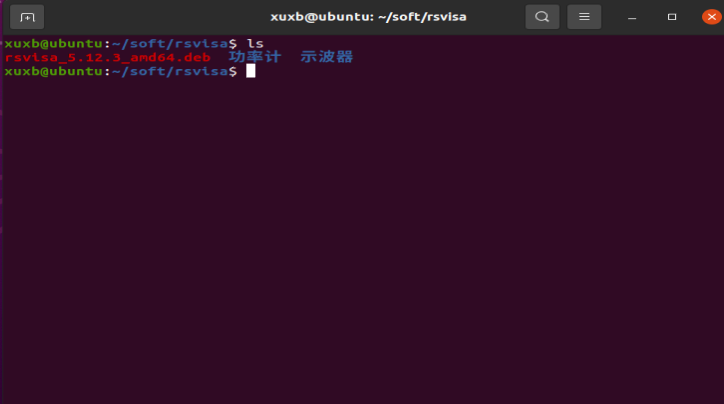 xuxb@ubuntu: ~/soft/rsvisa
xuxb@ubuntu:~/soft/rsvisa$ ls
rsvisa_5.12.3_amd64.deb 功率计 示波器
xuxb@ubuntu:~/soft/rsvisa$